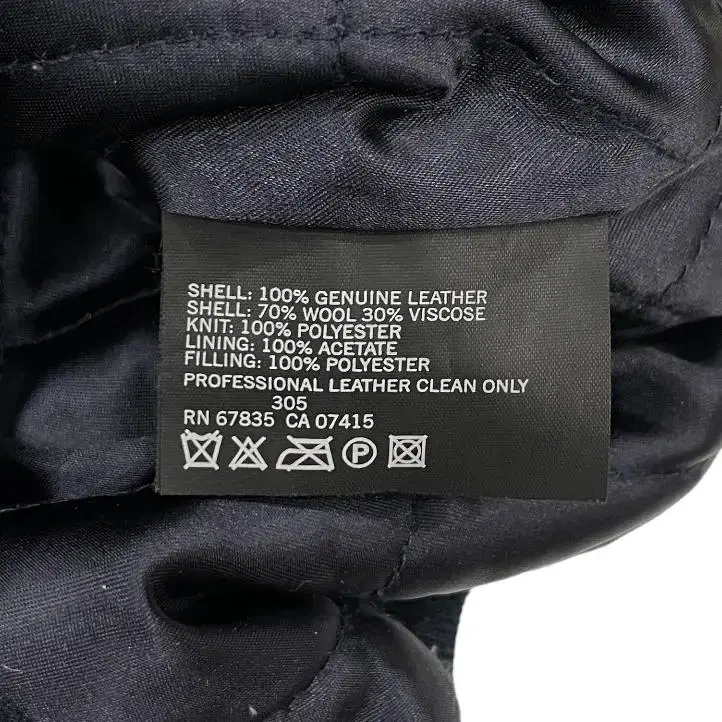 SHELL: 100% GENUINE LEATHER
SHELL: 70% WOOL 30% VISCOSE
KNIT: 100% POLYESTER
LINING: 100% ACETATE
FILLING: 100% POLYESTER
PROFESSIONAL LEATHER CLEAN ONLY
305
RN 67835 CA 07415
P